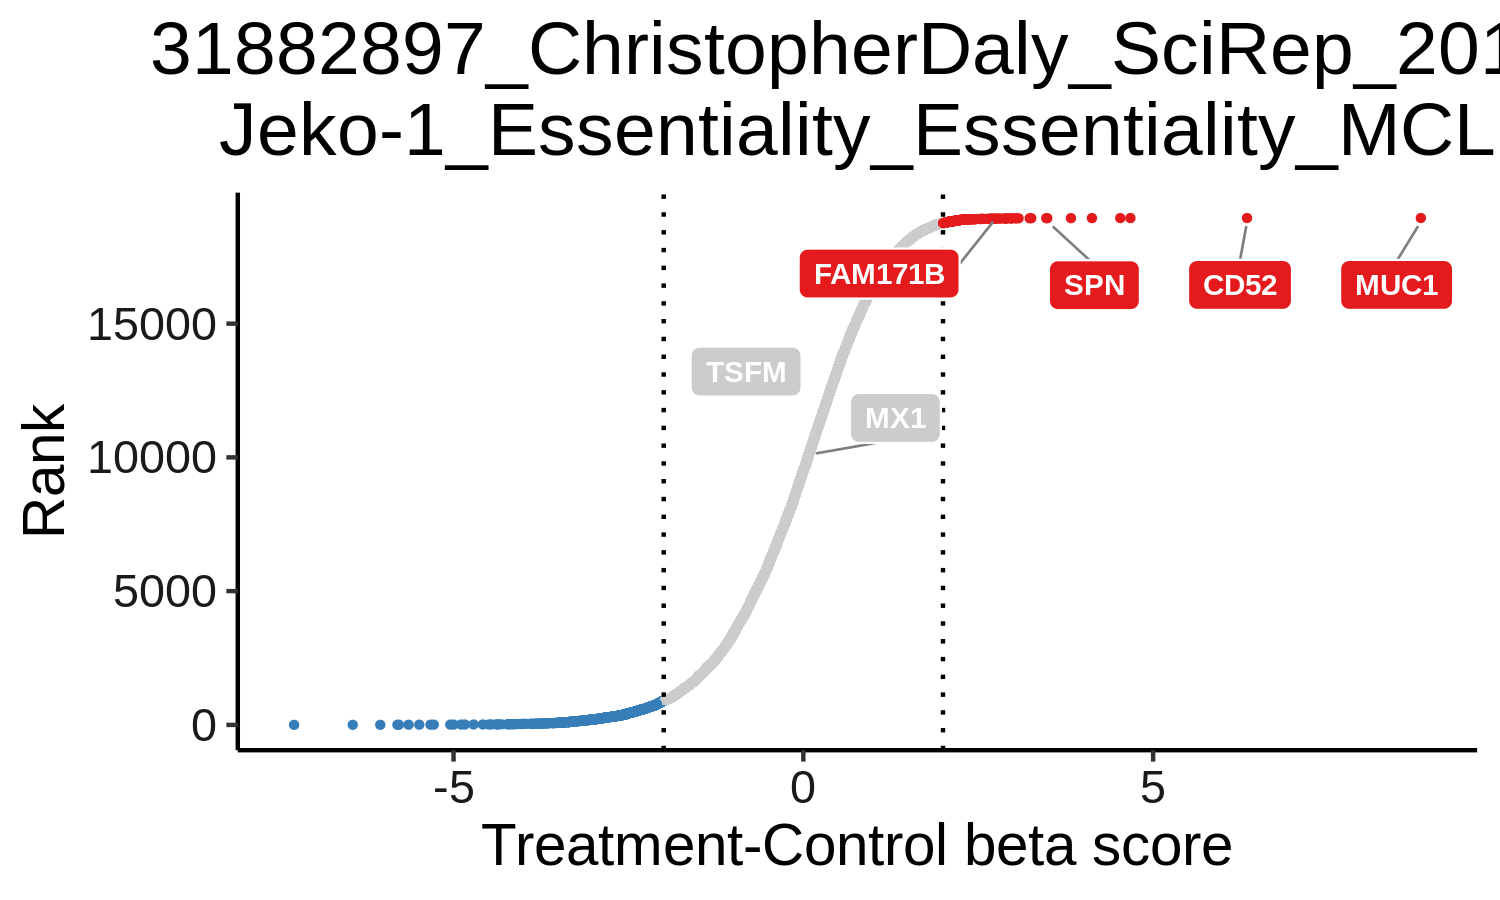 31882897_ChristopherDaly_SciRep_201
Jeko-1_Essentiality_Essentiality_MCL
FAM171B
SPN
CD52
MUC1
TSFM
MX1
15000
10000
5000
0
Rank
-5
0
5
Treatment-Control beta score